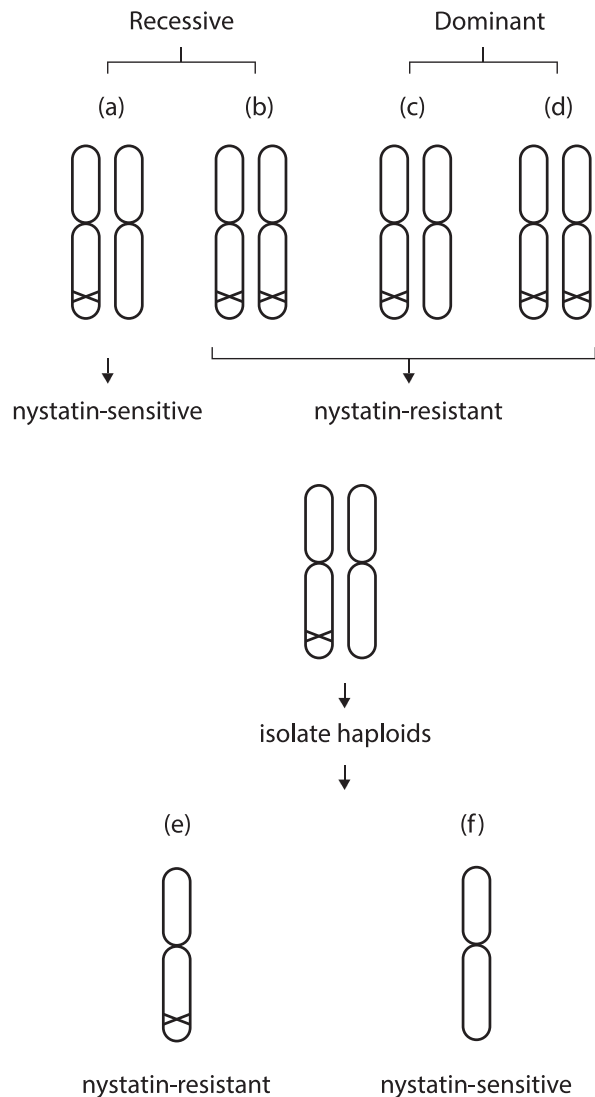 Recessive Dominant
(a) (b) (c) (d)
nystatin-sensitive nystatin-resistant
isolate haploids
(e) (f)
nystatin-resistant nystatin-sensitive